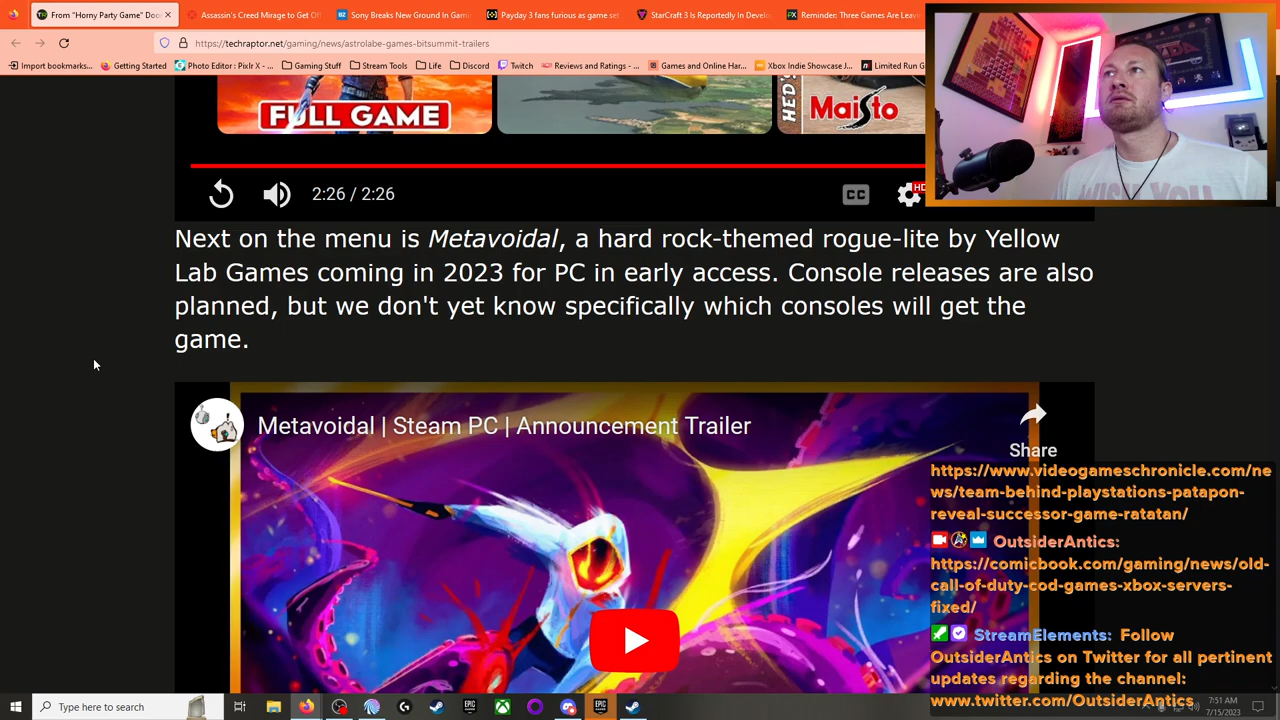 From "Horny Party Game" Doo
Assassin's Creed Mirage to Get Of
Sony Breaks New Ground In Gamin
Payday 3 fans furious as game set
StarCraft 3 Is Reportedly In Develo
Reminder: Three Games Are Leavi
https://techraptor.net/gaming/news/astrolabe-games-bitsummit-trailers
Import bookmarks...
Getting Started
Photo Editor : Pixlr X - ...
Gaming Stuff
Stream Tools
Life
Discord
Twitch
Reviews and Ratings - ...
Games and Online Har...
Xbox Indie Showcase J...
Limited Run G
FULL GAME
HED
Maisto
2:26 / 2:26
CC
HD
Next on the menu is Metavoidal, a hard rock-themed rogue-lite by Yellow
Lab Games coming in 2023 for PC in early access. Console releases are also
planned, but we don't yet know specifically which consoles will get the
game.
Metavoidal | Steam PC | Announcement Trailer
Share
https://www.videogameschronicle.com/ne
ws/team-behind-playstations-patapon-
reveal-successor-game-ratatan/
OutsiderAntics:
https://comicbook.com/gaming/news/old-
call-of-duty-cod-games-xbox-servers-
fixed/
StreamElements: Follow
OutsiderAntics on Twitter for all pertinent
updates regarding the channel:
www.twitter.com/OutsiderAntics
Type here to search
7:51 AM
7/15/2023